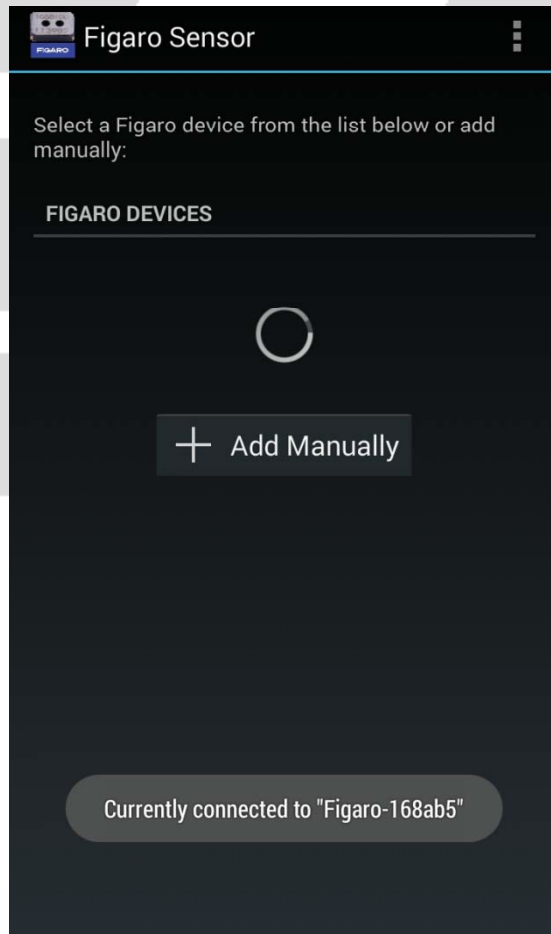 FIGARO
Figaro Sensor
Select a Figaro device from the list below or add
manually:
FIGARO DEVICES
Add Manually
Currently connected to "Figaro-168ab5"